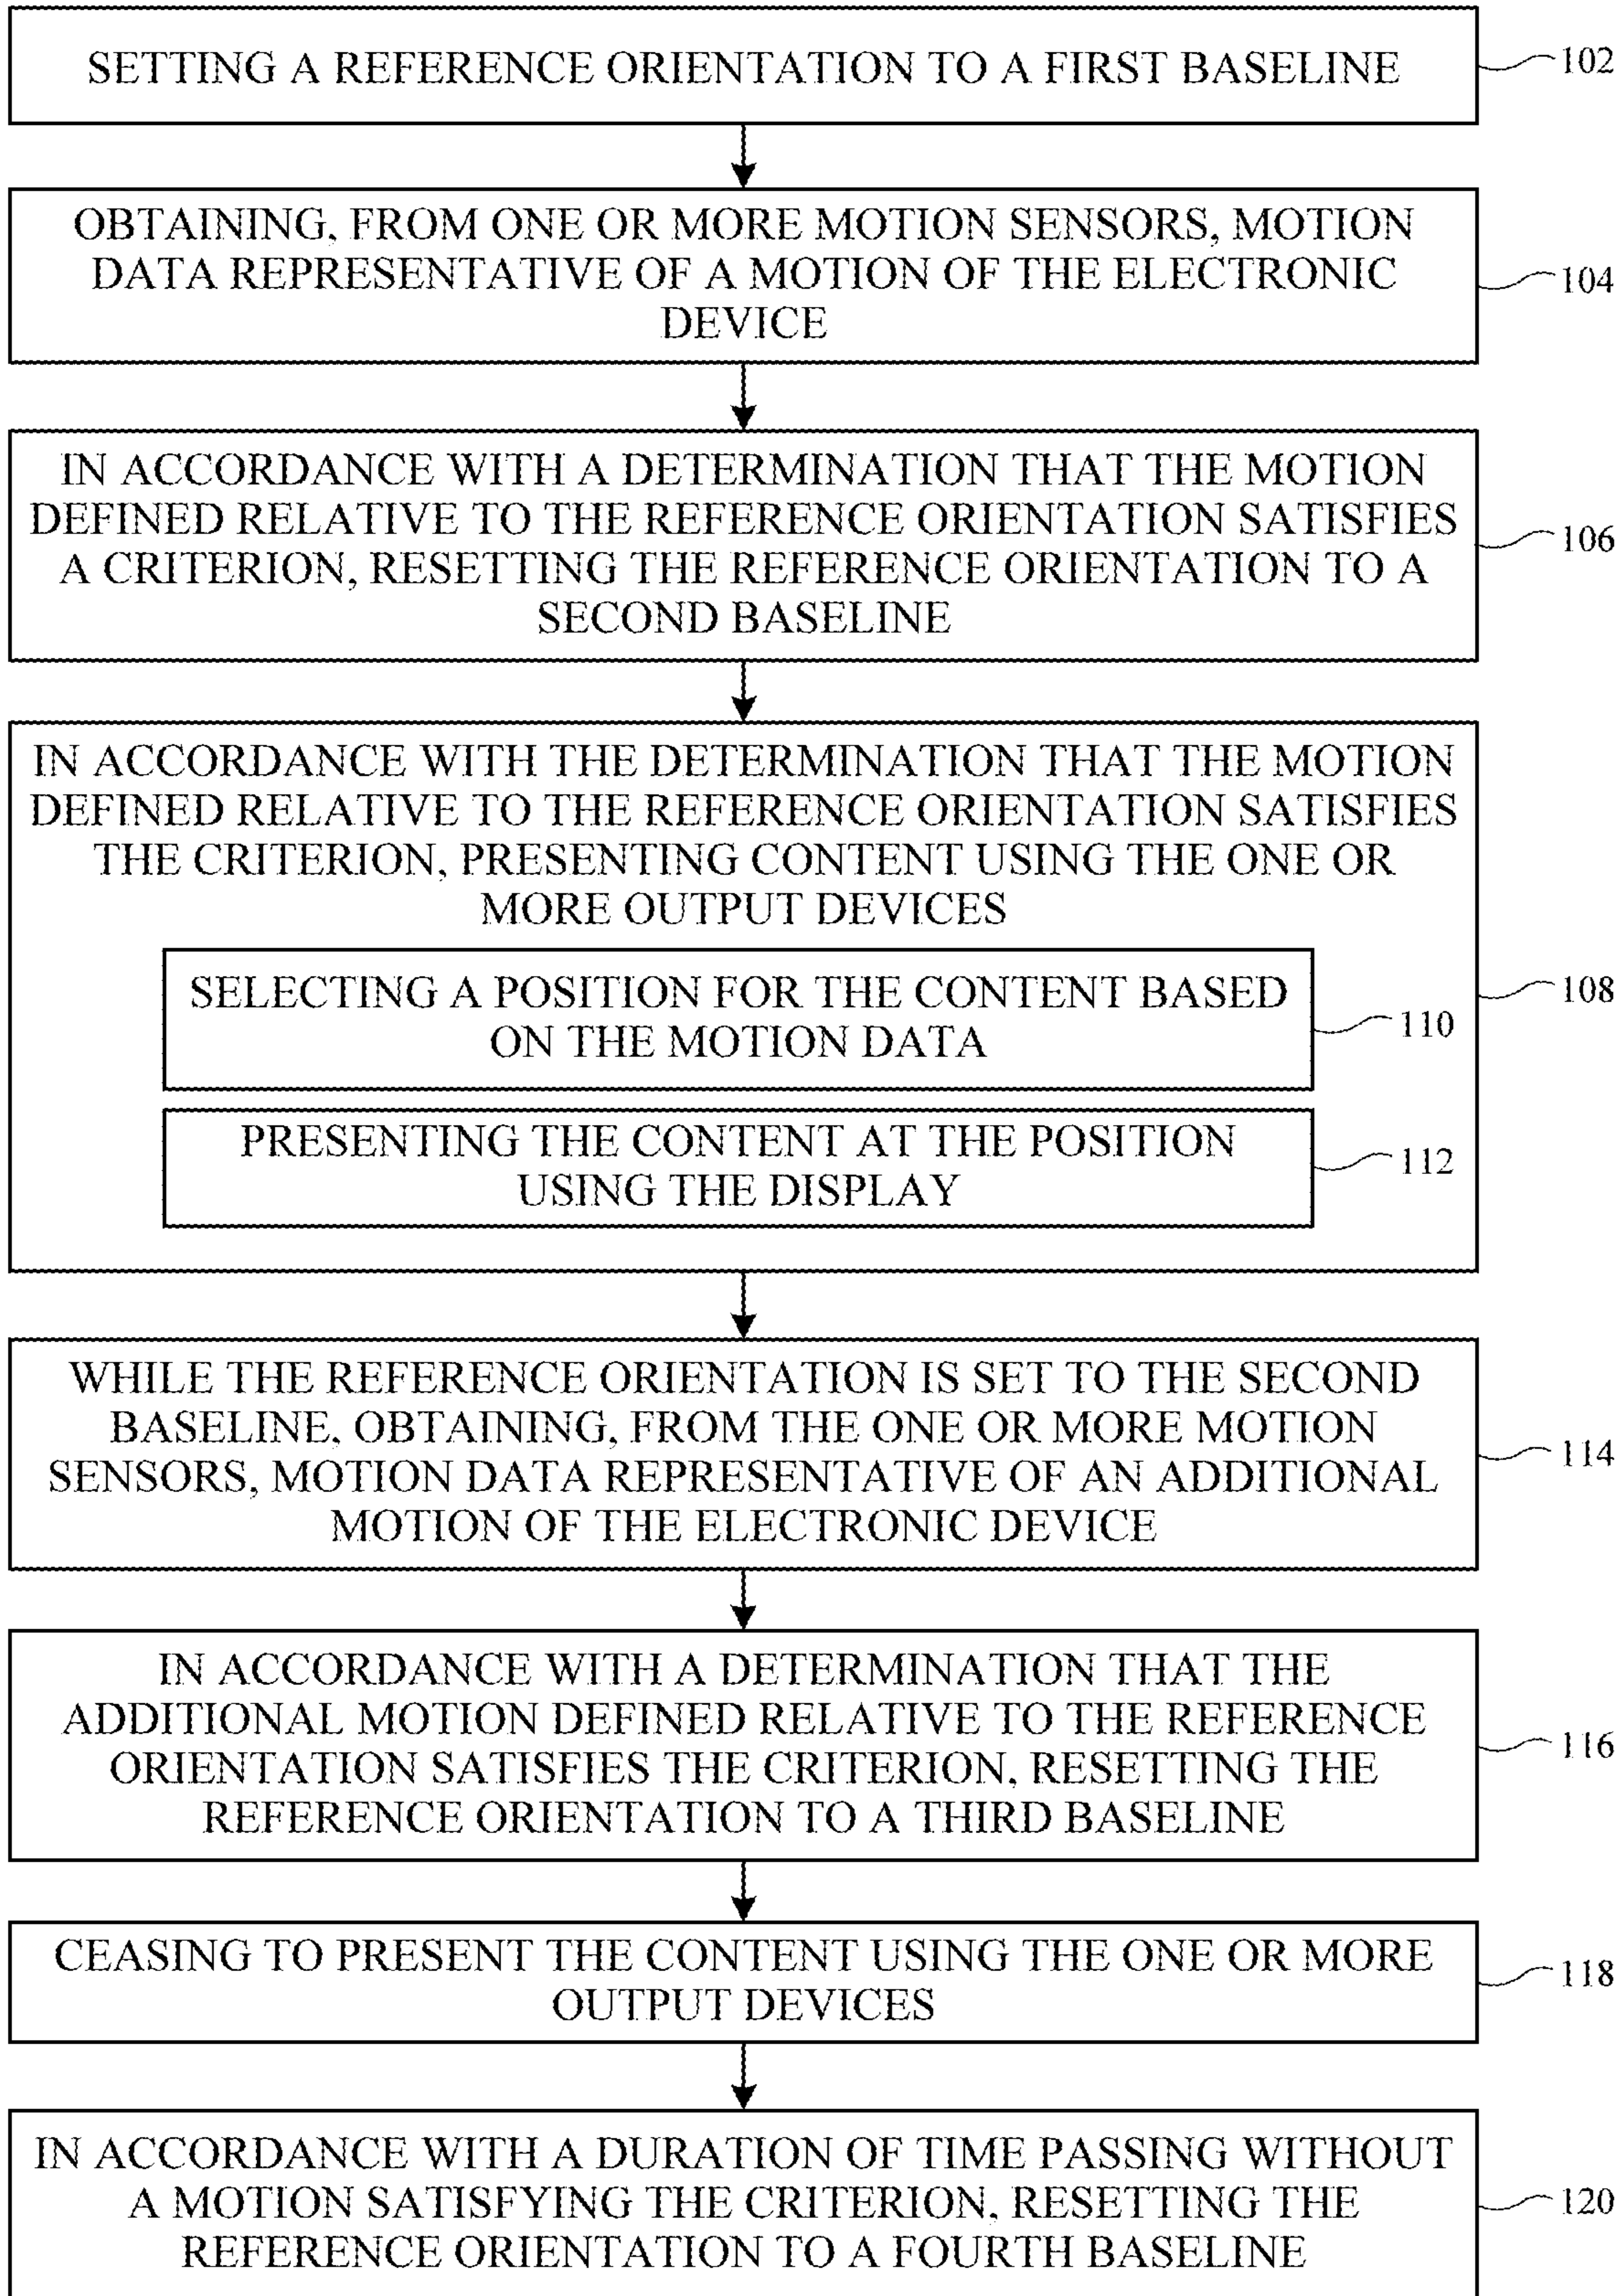 SETTING A REFERENCE ORIENTATION TO A FIRST BASELINE
102
OBTAINING, FROM ONE OR MORE MOTION SENSORS, MOTION
DATA REPRESENTATIVE OF A MOTION OF THE ELECTRONIC
DEVICE
104
IN ACCORDANCE WITH A DETERMINATION THAT THE MOTION
DEFINED RELATIVE TO THE REFERENCE ORIENTATION SATISFIES
A CRITERION, RESETTING THE REFERENCE ORIENTATION TO A
SECOND BASELINE
106
IN ACCORDANCE WITH THE DETERMINATION THAT THE MOTION
DEFINED RELATIVE TO THE REFERENCE ORIENTATION SATISFIES
THE CRITERION, PRESENTING CONTENT USING THE ONE OR
MORE OUTPUT DEVICES
108
SELECTING A POSITION FOR THE CONTENT BASED
ON THE MOTION DATA
110
PRESENTING THE CONTENT AT THE POSITION
USING THE DISPLAY
112
WHILE THE REFERENCE ORIENTATION IS SET TO THE SECOND
BASELINE, OBTAINING, FROM THE ONE OR MORE MOTION
SENSORS, MOTION DATA REPRESENTATIVE OF AN ADDITIONAL
MOTION OF THE ELECTRONIC DEVICE
114
IN ACCORDANCE WITH A DETERMINATION THAT THE
ADDITIONAL MOTION DEFINED RELATIVE TO THE REFERENCE
ORIENTATION SATISFIES THE CRITERION, RESETTING THE
REFERENCE ORIENTATION TO A THIRD BASELINE
116
CEASING TO PRESENT THE CONTENT USING THE ONE OR MORE
OUTPUT DEVICES
118
IN ACCORDANCE WITH A DURATION OF TIME PASSING WITHOUT
A MOTION SATISFYING THE CRITERION, RESETTING THE
REFERENCE ORIENTATION TO A FOURTH BASELINE
120